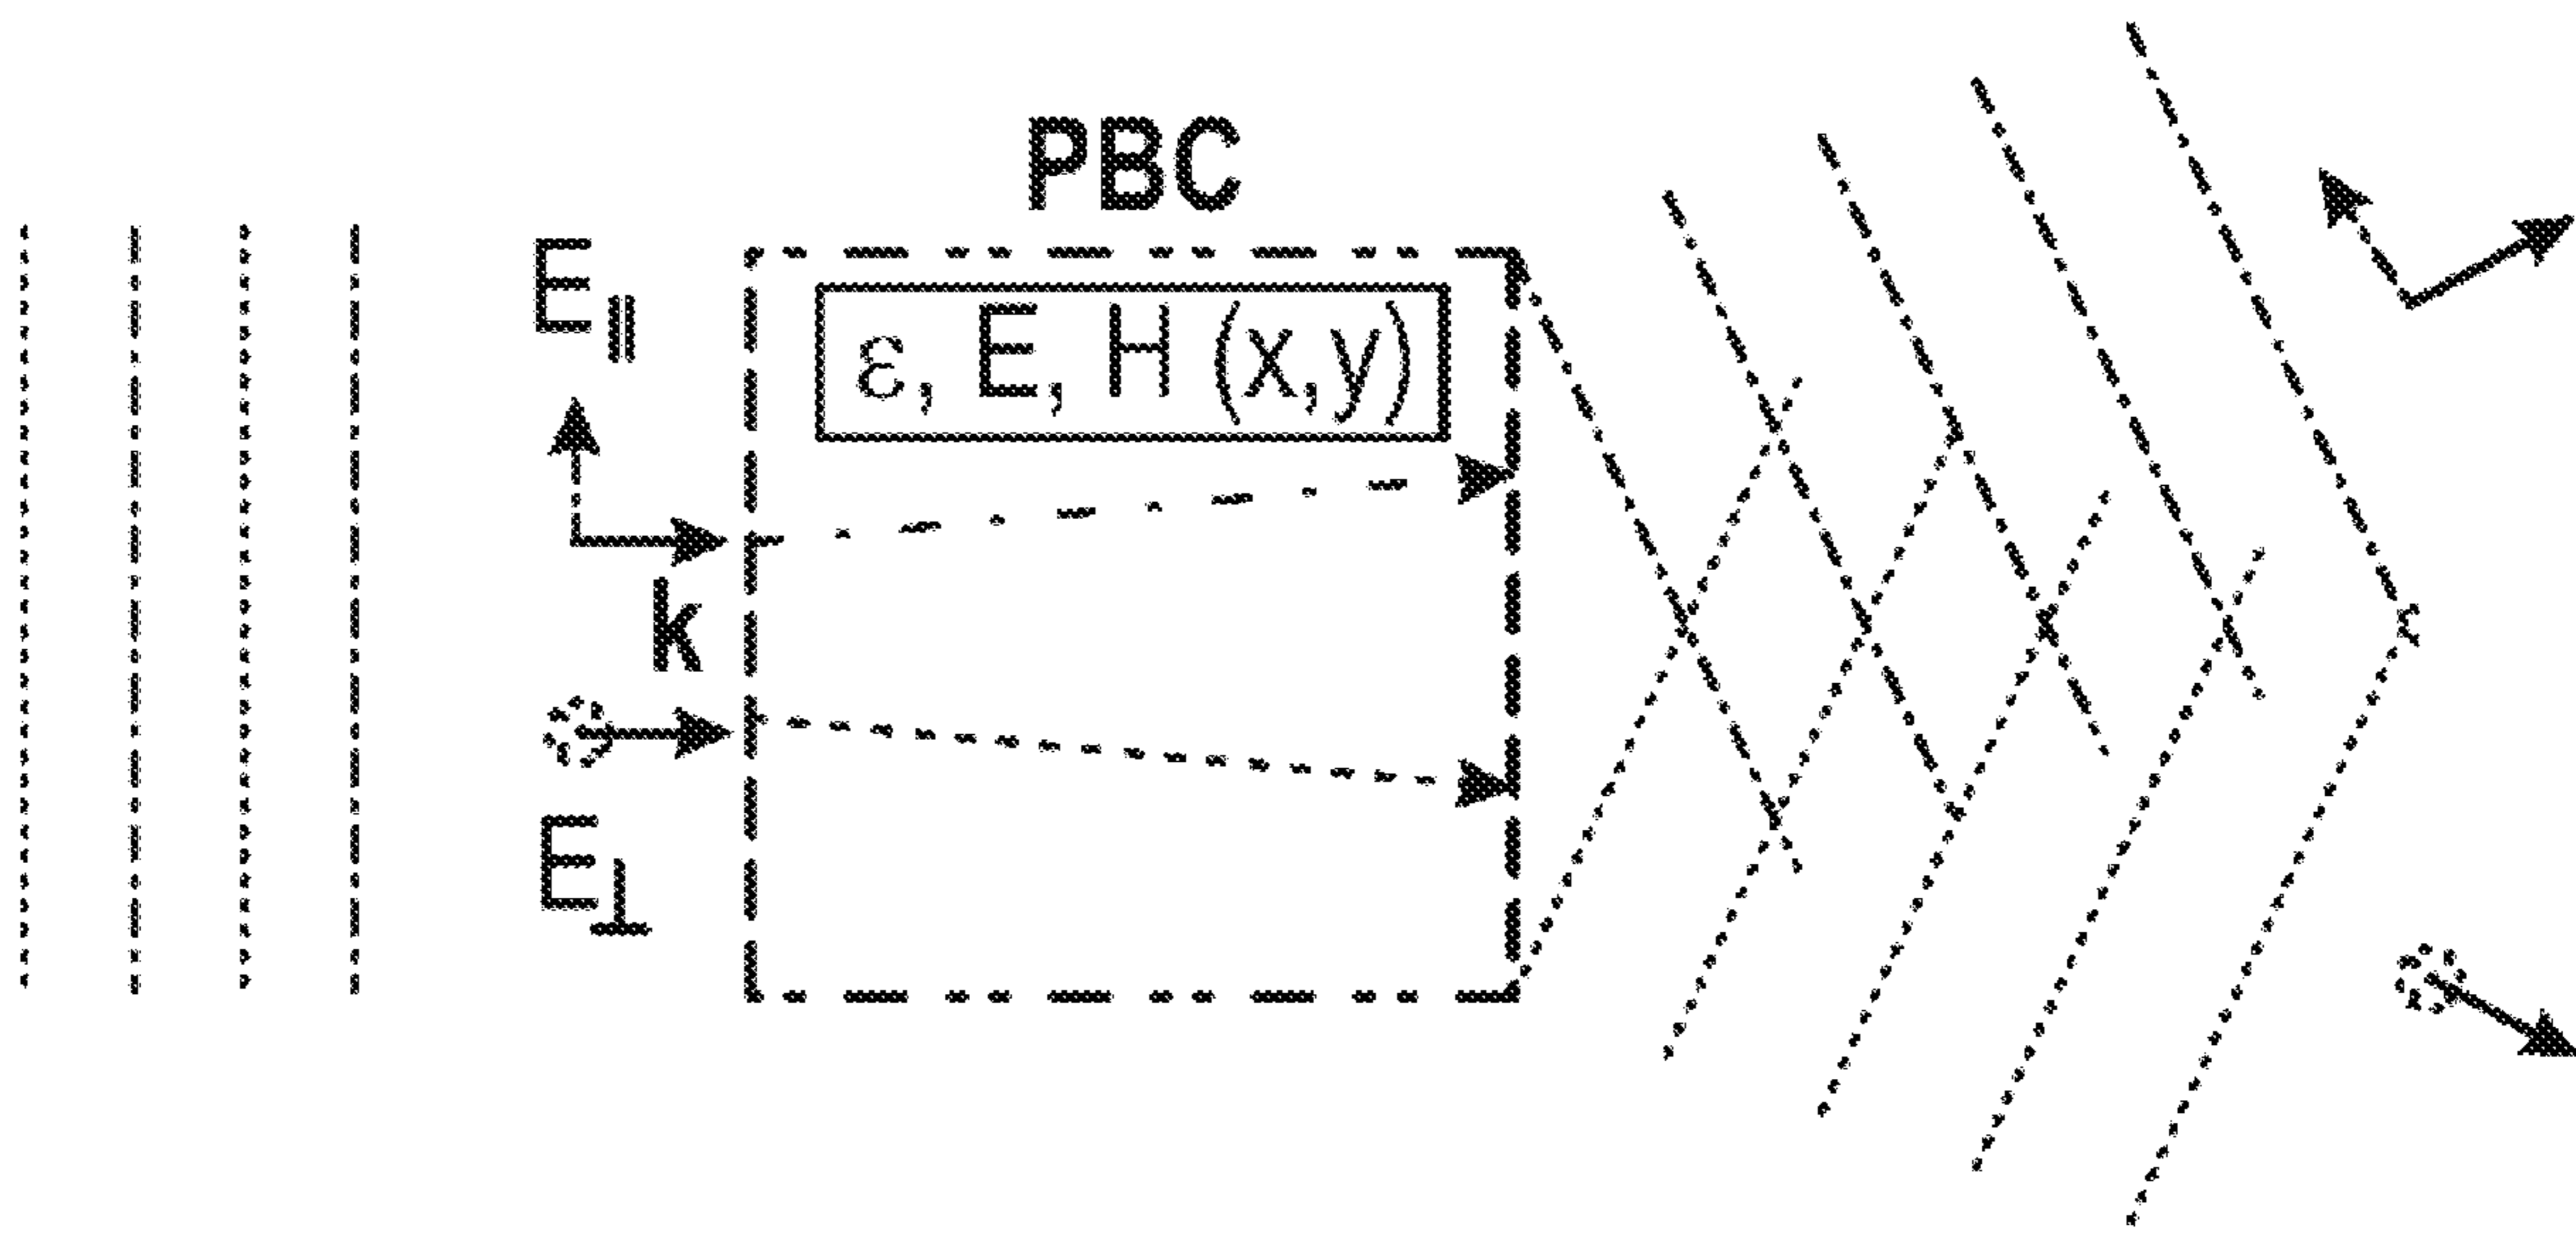 PBC
E∥
ε, E, H (x,y)
k
E⊥